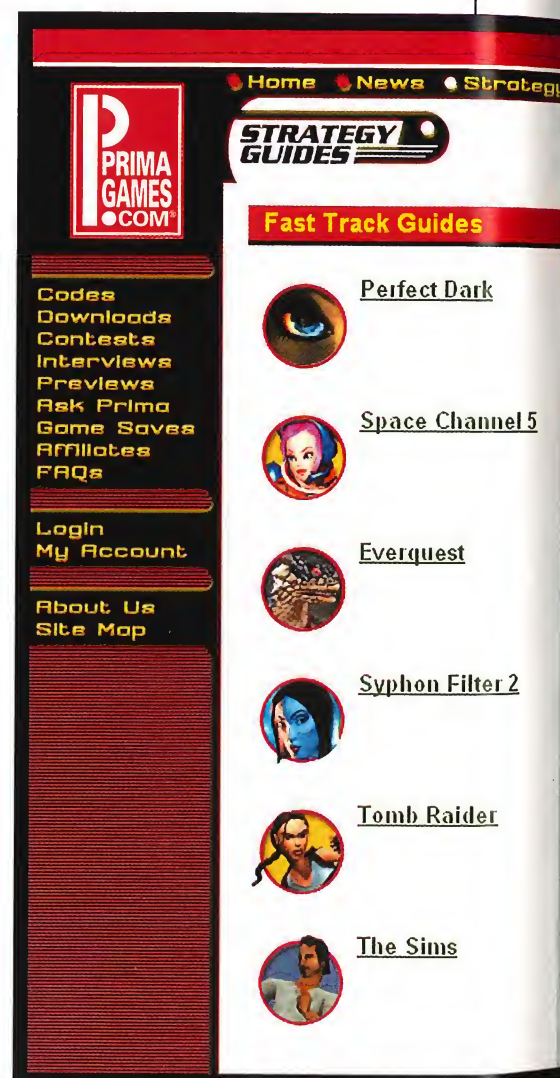 Home News Strategy
PRIMA
GAMES
.COM®
STRATEGY
GUIDES
Fast Track Guides
Codes
Downloads
Contests
Interviews
Previews
Ask Prima
Game Saves
Affiliates
FAQs
Login
My Account
About Us
Site Map
Perfect Dark
Space Channel 5
Everquest
Syphon Filter 2
Tomb Raider
The Sims